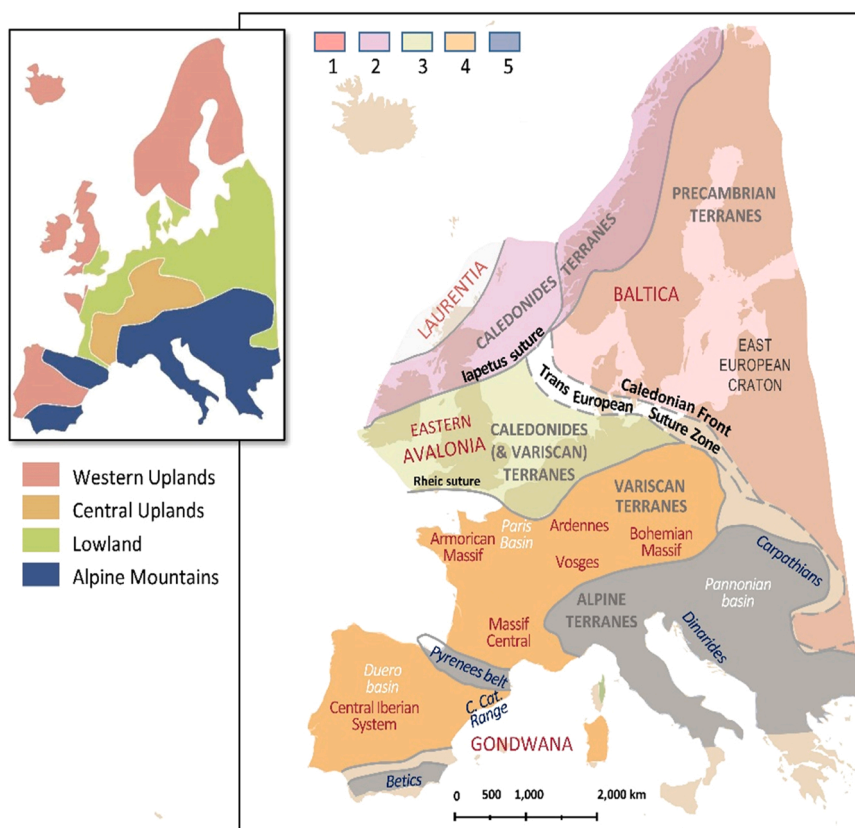 1 2 3 4 5
PRECAMBRIAN
TERRANES
LAURENTIA
CALEDONIDES
TERRANES
BALTICA
Iapetus suture
EAST
EUROPEAN
CRATON
Trans European
Suture Zone
Caledonian Front
EASTERN
AVALONIA
CALEDONIDES
(& VARISCAN)
TERRANES
Rheic suture
VARISCAN
TERRANES
Paris
Basin
Ardennes
Armorican
Massif
Bohemian
Massif
Vosges
Carpathians
Pannonian
basin
ALPINE
TERRANES
Massif
Central
Dinarides
Pyrenees belt
Duero
basin
C. Cat.
Range
Central Iberian
System
GONDWANA
Betics
0 500 1,000 2,000 km
Western Uplands
Central Uplands
Lowland
Alpine Mountains